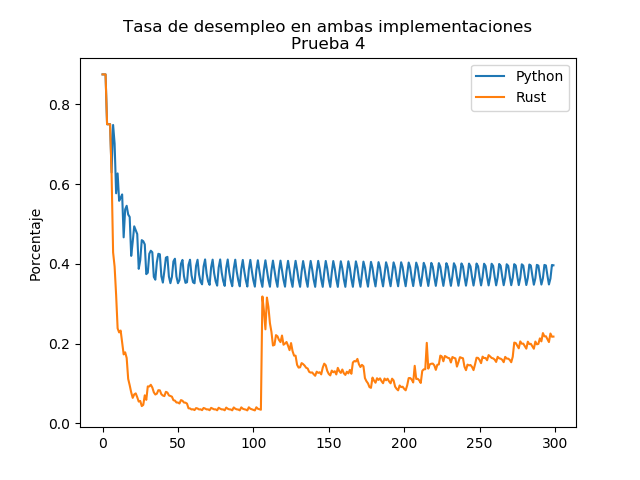 Tasa de desempleo en ambas implementaciones
Prueba 4
Python
Rust
Porcentaje
0.8
0.6
0.4
0.2
0.0
0 50 100 150 200 250 300